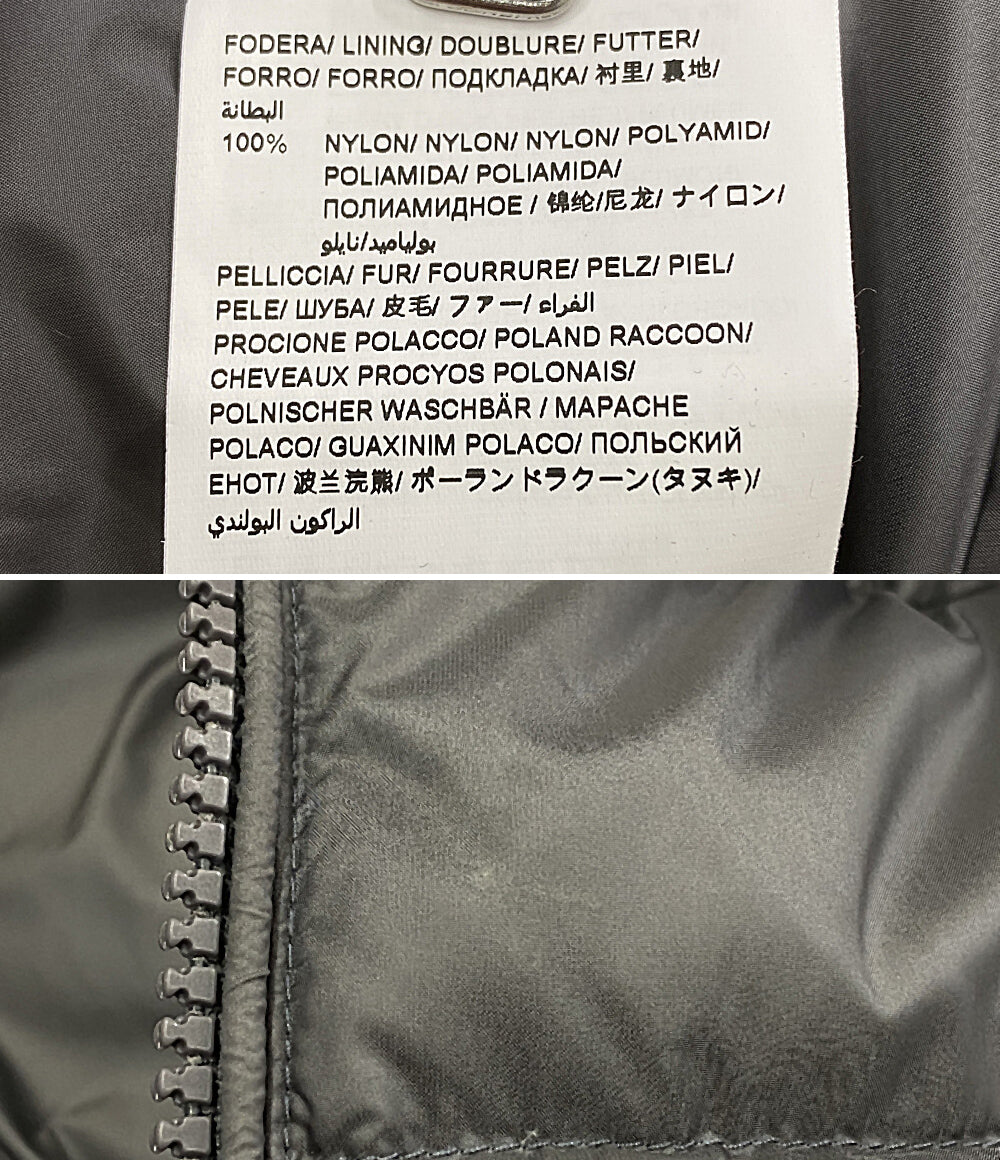 FODERA/ LINING/ DOUBLURE/ FUTTER/
FORRO/ FORRO/ ПОДКЛАДКА/ 衬里/ 裏地/
البطانة
100% NYLON/ NYLON/ NYLON/ POLYAMID/
POLIAMIDA/ POLIAMIDA/
ПОЛИАМИДНОЕ / 锦纶/尼龙/ ナイロン/
بولياميد/نايلو
PELLICCIA/ FUR/ FOURRURE/ PELZ/ PIEL/
PELE/ ШУБА/ 皮毛/ ファー/ الفراء
PROCIONE POLACCO/ POLAND RACCOON/
CHEVEAUX PROCYOS POLONAIS/
POLNISCHER WASCHBÄR / MAPACHE
POLACO/ GUAXINIM POLACO/ ПОЛЬСКИЙ
ЕНОТ/ 波兰浣熊/ ポーランドラクーン(タヌキ)/
الراكون البولندي